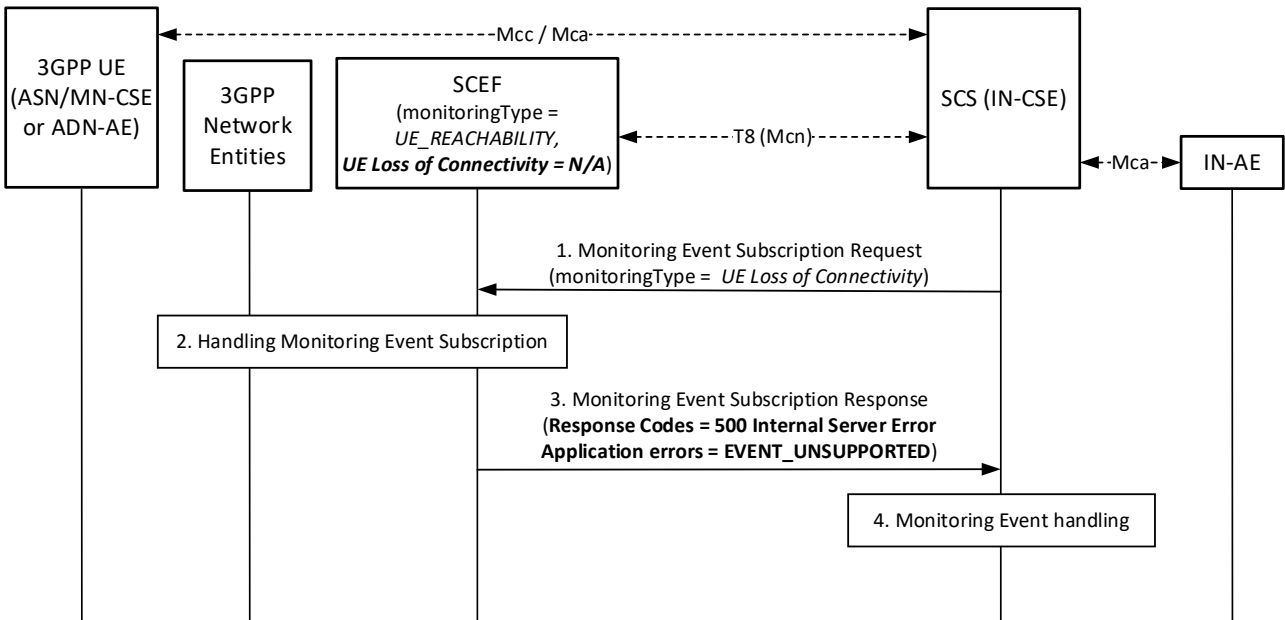 Mcc / Mca
3GPP UE
(ASN/MN-CSE
or ADN-AE)
3GPP
Network
Entities
SCEF
(monitoringType =
UE_REACHABILITY,
UE Loss of Connectivity = N/A)
T8 (Mcn)
SCS (IN-CSE)
Mca
IN-AE
1. Monitoring Event Subscription Request
(monitoringType = UE Loss of Connectivity)
2. Handling Monitoring Event Subscription
3. Monitoring Event Subscription Response
(Response Codes = 500 Internal Server Error
Application errors = EVENT_UNSUPPORTED)
4. Monitoring Event handling